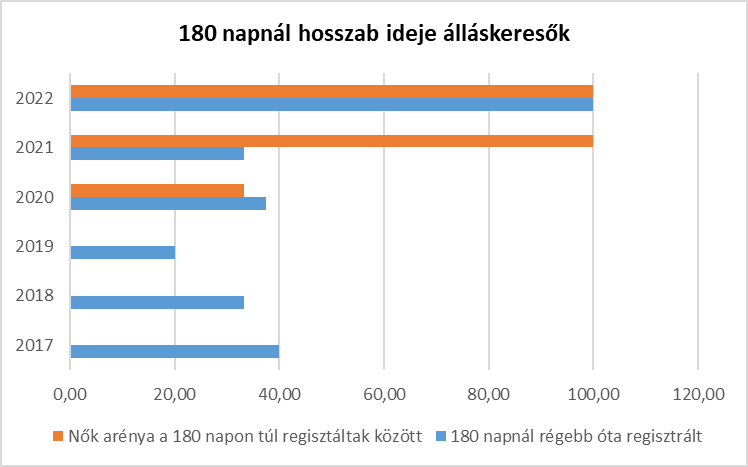 180 napnál hosszab ideje álláskeresők
2022
2021
2020
2019
2018
2017
0,00 20,00 40,00 60,00 80,00 100,00 120,00
Nők arénya a 180 napon túl regisztáltak között 180 napnál régebb óta regisztrált